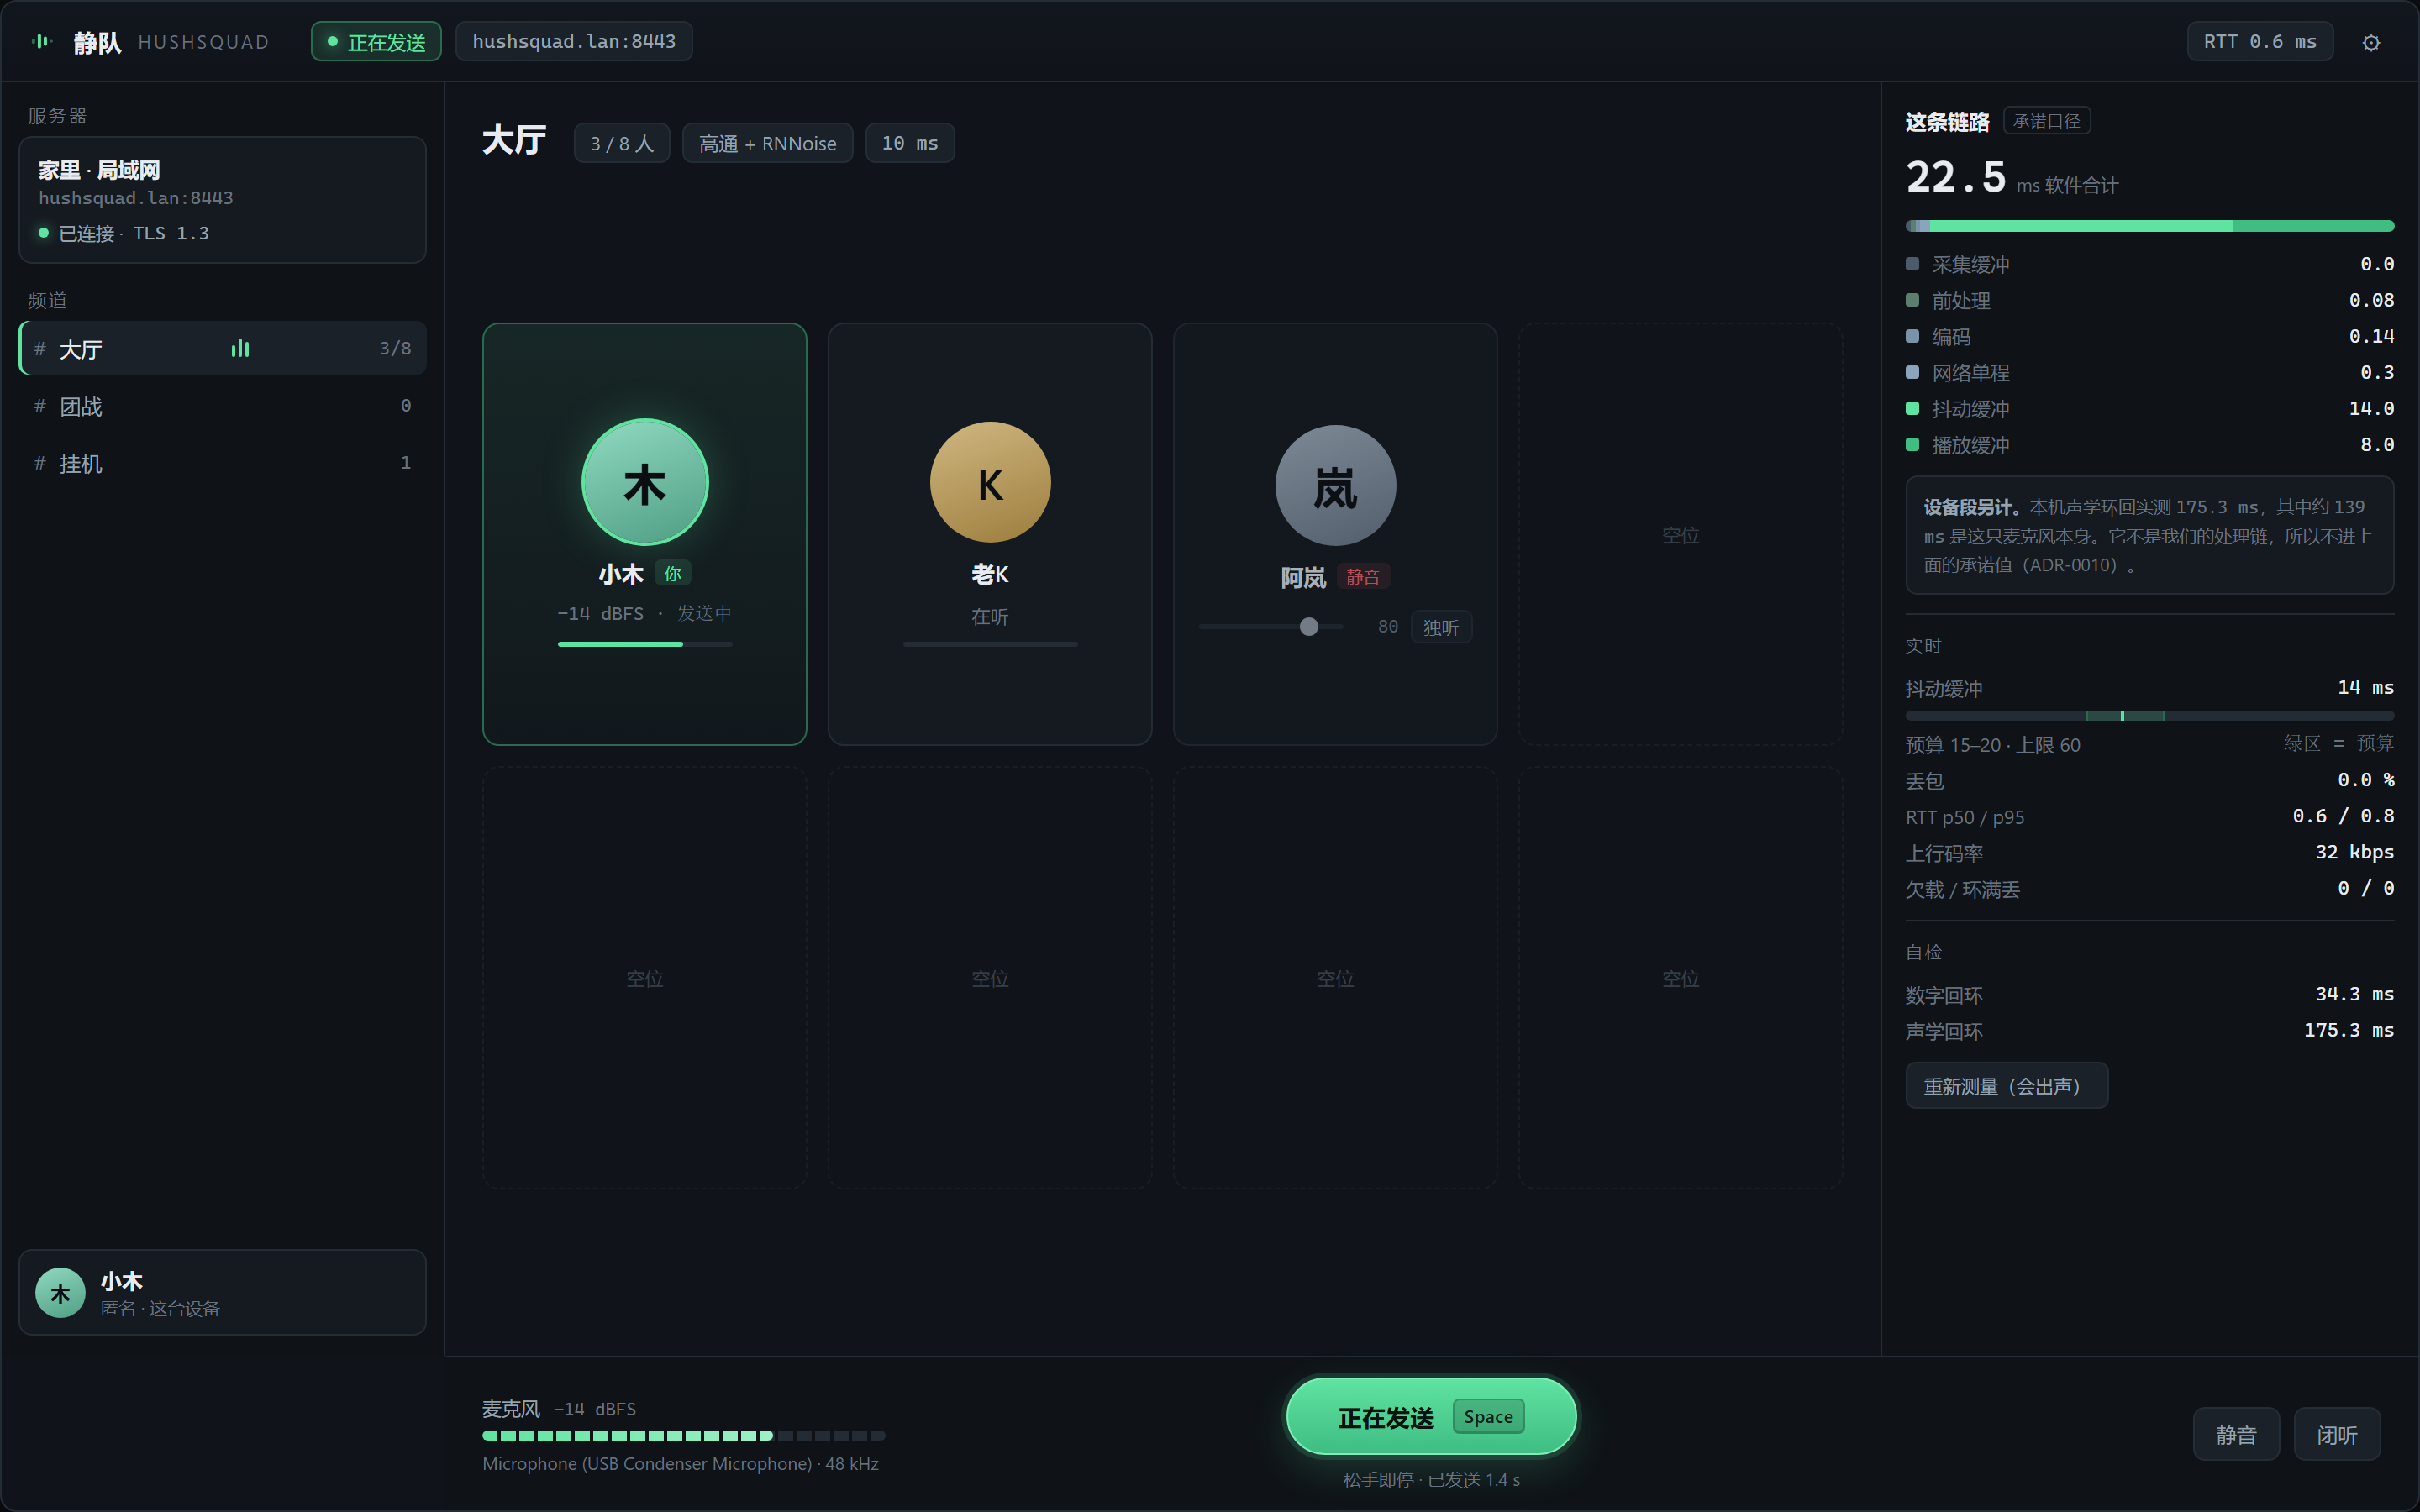 静队 HUSHSQUAD 正在发送 hushsquad.lan:8443 RTT 0.6 ms
服务器
家里 · 局域网
hushsquad.lan:8443
已连接 · TLS 1.3
频道
# 大厅 3/8
# 团战 0
# 挂机 1
小木
木
匿名 · 这台设备
大厅 3 / 8 人 高通 + RNNoise 10 ms
木
小木 你
−14 dBFS · 发送中
K
老K
在听
岚
阿岚 静音
80 独听
空位
空位
空位
空位
空位
麦克风 −14 dBFS
Microphone (USB Condenser Microphone) · 48 kHz
正在发送 Space
松手即停 · 已发送 1.4 s
静音 闭听
这条链路 承诺口径
22.5 ms 软件合计
采集缓冲 0.0
前处理 0.08
编码 0.14
网络单程 0.3
抖动缓冲 14.0
播放缓冲 8.0
设备段另计。本机声学环回实测 175.3 ms，其中约 139
ms 是这只麦克风本身。它不是我们的处理链，所以不进上
面的承诺值（ADR-0010）。
实时
抖动缓冲 14 ms
预算 15–20 · 上限 60 绿区 = 预算
丢包 0.0 %
RTT p50 / p95 0.6 / 0.8
上行码率 32 kbps
欠载 / 环满丢 0 / 0
自检
数字回环 34.3 ms
声学回环 175.3 ms
重新测量（会出声）